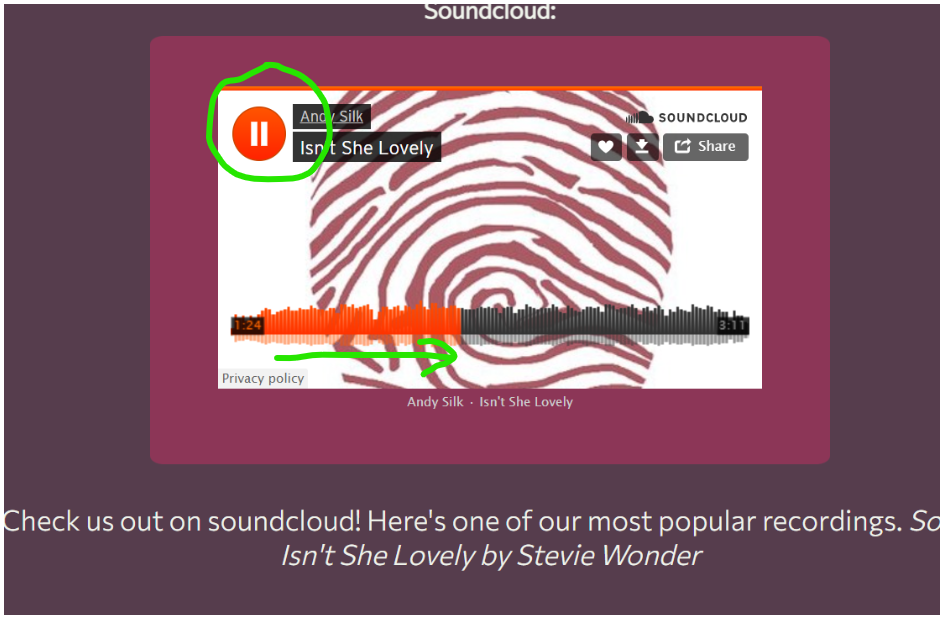 Soundcloud:
Andy Silk
SOUNDCLOUD
Isn't She Lovely
Share
1:24
3:11
Privacy policy
Andy Silk · Isn't She Lovely
Check us out on soundcloud! Here's one of our most popular recordings. So
Isn't She Lovely by Stevie Wonder